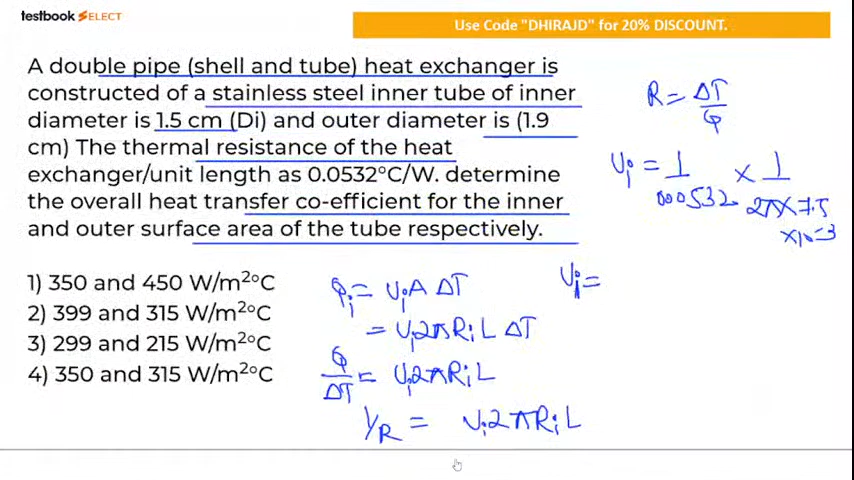 testbook SELECT
Use Code "DHIRAJD" for 20% DISCOUNT.
A double pipe (shell and tube) heat exchanger is
constructed of a stainless steel inner tube of inner
diameter is 1.5 cm (Di) and outer diameter is (1.9
cm) The thermal resistance of the heat
exchanger/unit length as 0.0532°C/W. determine
the overall heat transfer co-efficient for the inner
and outer surface area of the tube respectively.
1) 350 and 450 W/m²°C
2) 399 and 315 W/m²°C
3) 299 and 215 W/m²°C
4) 350 and 315 W/m²°C
R = ΔT/Q
Ui = 1/ × 1/2π×7.5×10-3
Ui =
Qi = UiA ΔT
= Ui2πRiL ΔT
Q/ΔT = Ui2πRiL
1/R = Ui2πRiL